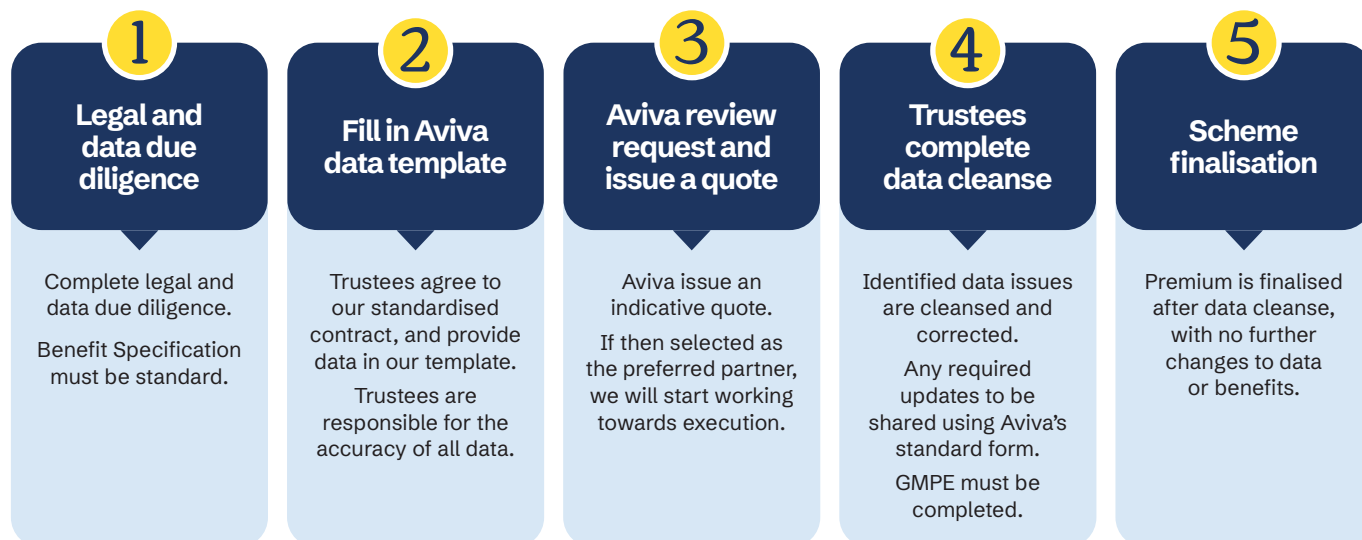 1
Legal and
data due
diligence
Complete legal and
data due diligence.
Benefit Specification
must be standard.
2
Fill in Aviva
data template
Trustees agree to
our standardised
contract, and provide
data in our template.
Trustees are
responsible for the
accuracy of all data.
3
Aviva review
request and
issue a quote
Aviva issue an
indicative quote.
If then selected as
the preferred partner,
we will start working
towards execution.
4
Trustees
complete
data cleanse
Identified data issues
are cleansed and
corrected.
Any required
updates to be
shared using Aviva’s
standard form.
GMPE must be
completed.
5
Scheme
finalisation
Premium is finalised
after data cleanse,
with no further
changes to data
or benefits.